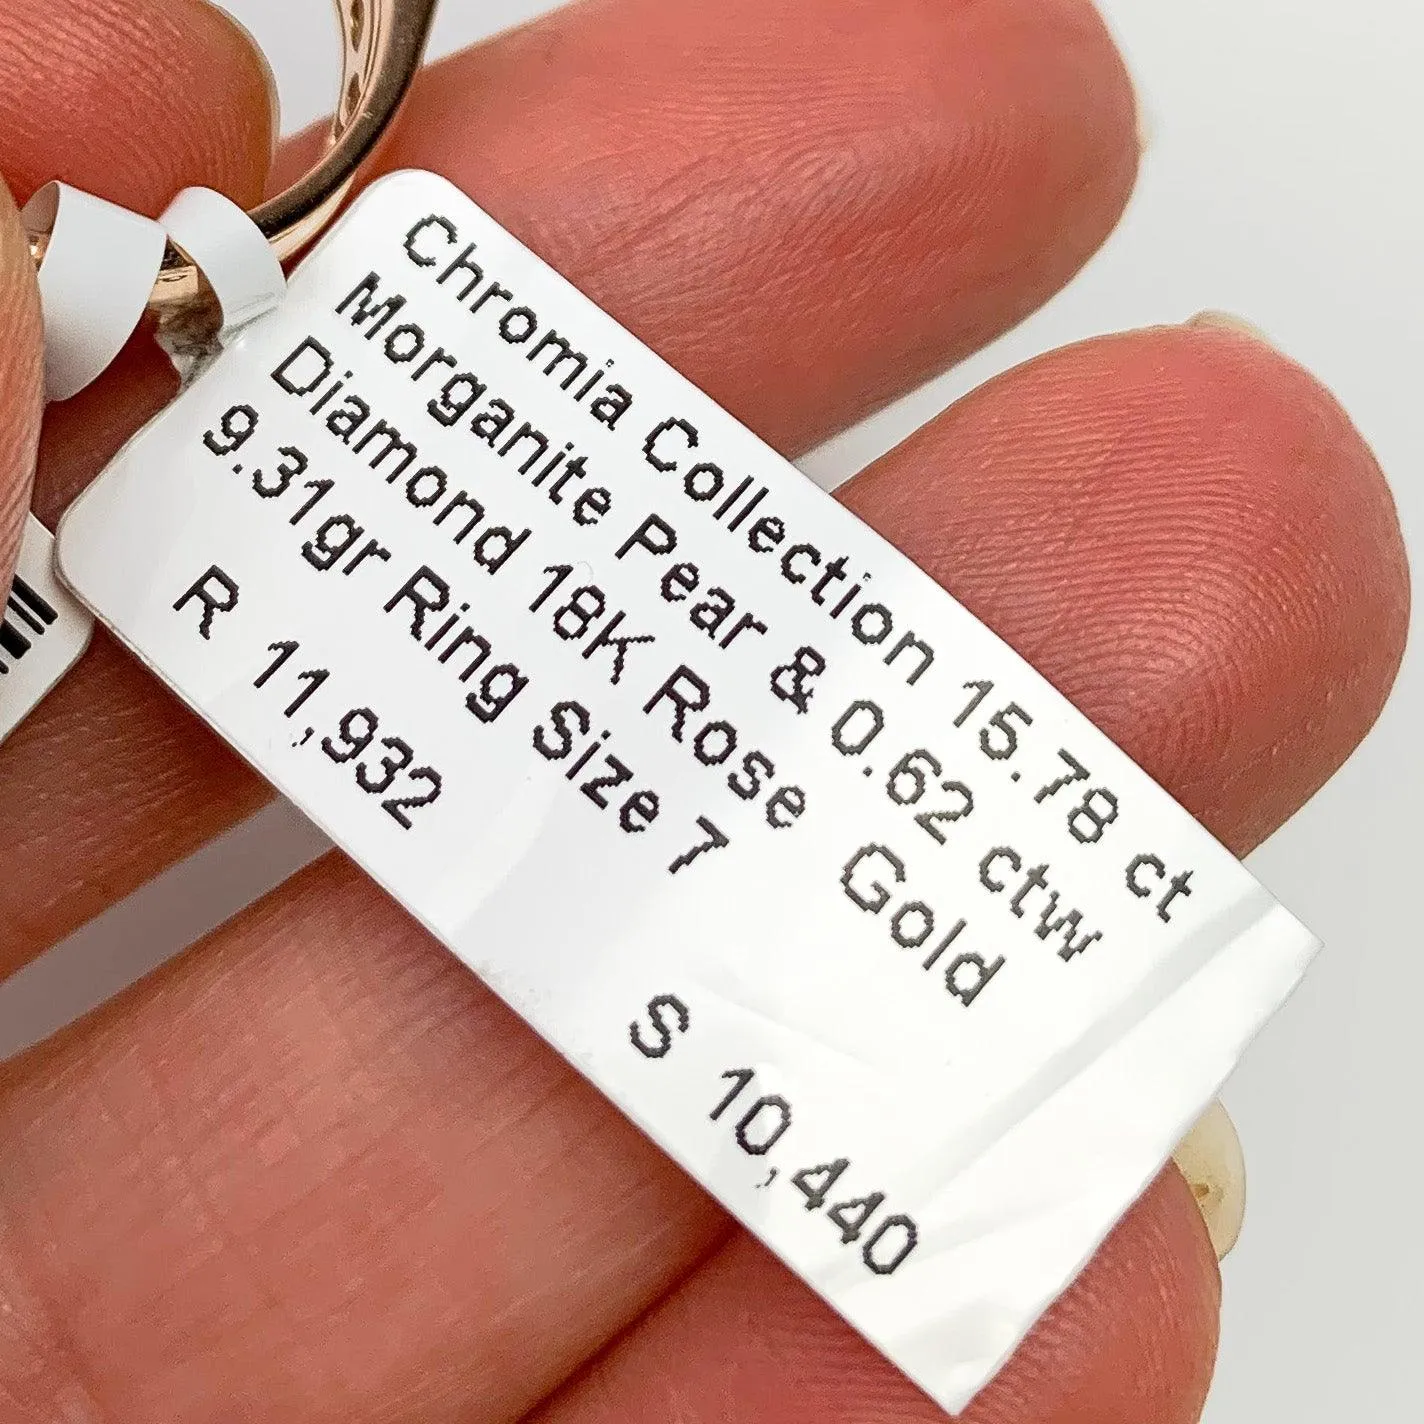 Chromia Collection 15.78 ct
Morganite Pear & 0.62 ctw
Diamond 18K Rose Gold
9.31gr Ring Size 7
R 11,932
S 10,440